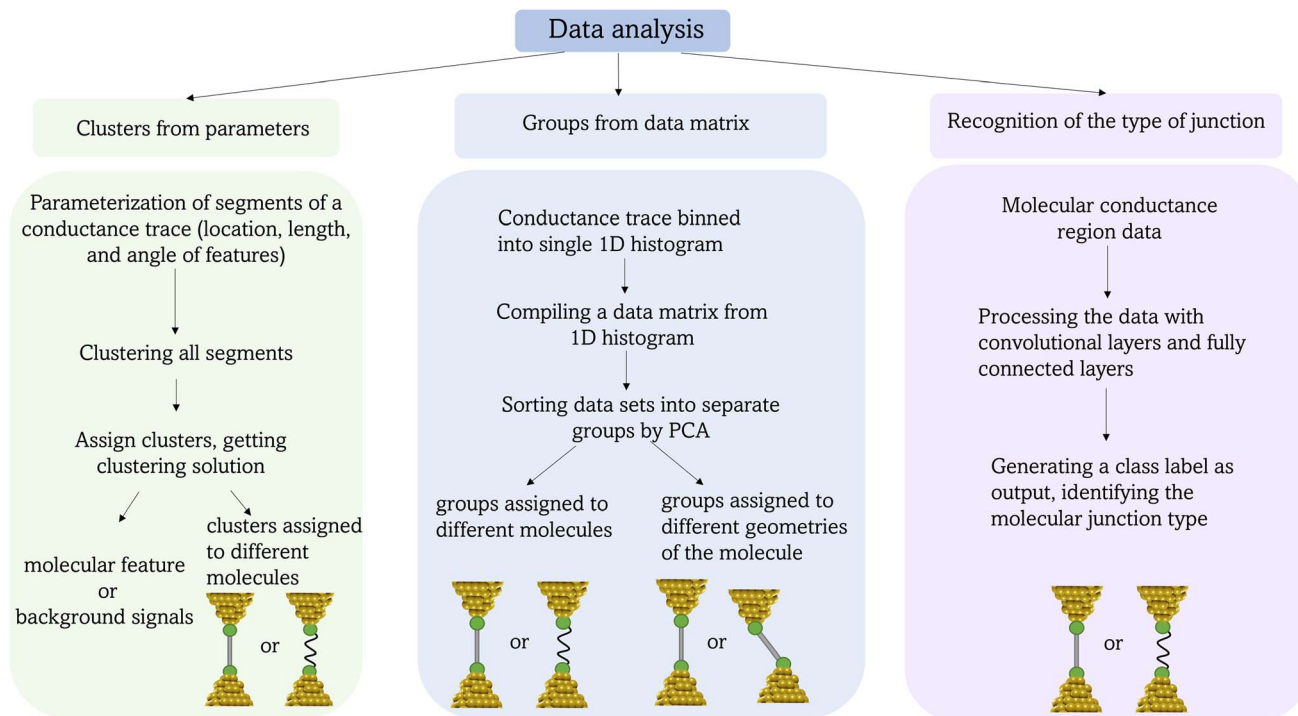 Data analysis
Clusters from parameters
Parameterization of segments of a
conductance trace (location, length,
and angle of features)
Clustering all segments
Assign clusters, getting
clustering solution
molecular feature
or
background signals
clusters assigned
to different
molecules
or
Groups from data matrix
Conductance trace binned
into single 1D histogram
Compiling a data matrix from
1D histogram
Sorting data sets into separate
groups by PCA
groups assigned to
different molecules
or
groups assigned to
different geometries
of the molecule
or
Recognition of the type of junction
Molecular conductance
region data
Processing the data with
convolutional layers and fully
connected layers
Generating a class label as
output, identifying the
molecular junction type
or